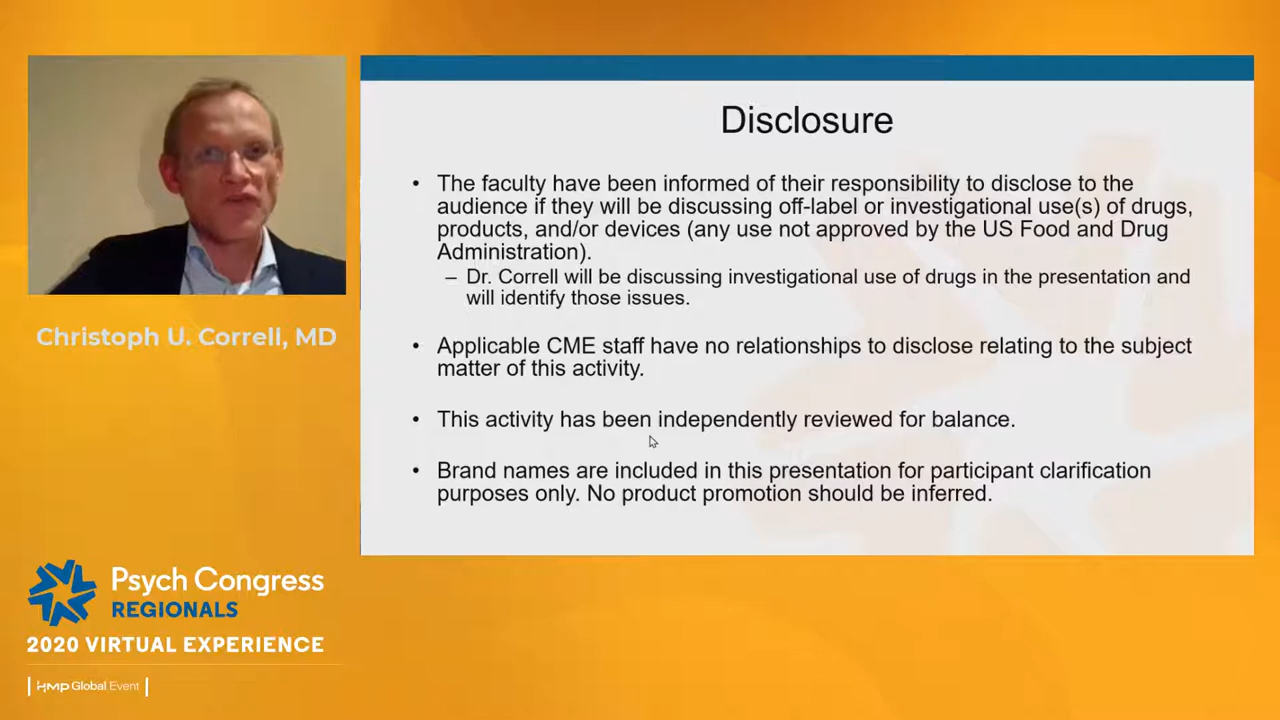 Disclosure
• The faculty have been informed of their responsibility to disclose to the
audience if they will be discussing off-label or investigational use(s) of drugs,
products, and/or devices (any use not approved by the US Food and Drug
Administration).
– Dr. Correll will be discussing investigational use of drugs in the presentation and
will identify those issues.
• Applicable CME staff have no relationships to disclose relating to the subject
matter of this activity.
• This activity has been independently reviewed for balance.
• Brand names are included in this presentation for participant clarification
purposes only. No product promotion should be inferred.
Christoph U. Correll, MD
Psych Congress
REGIONALS
2020 VIRTUAL EXPERIENCE
HMP Global Event